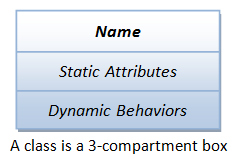 Name
Static Attributes
Dynamic Behaviors
A class is a 3-compartment box